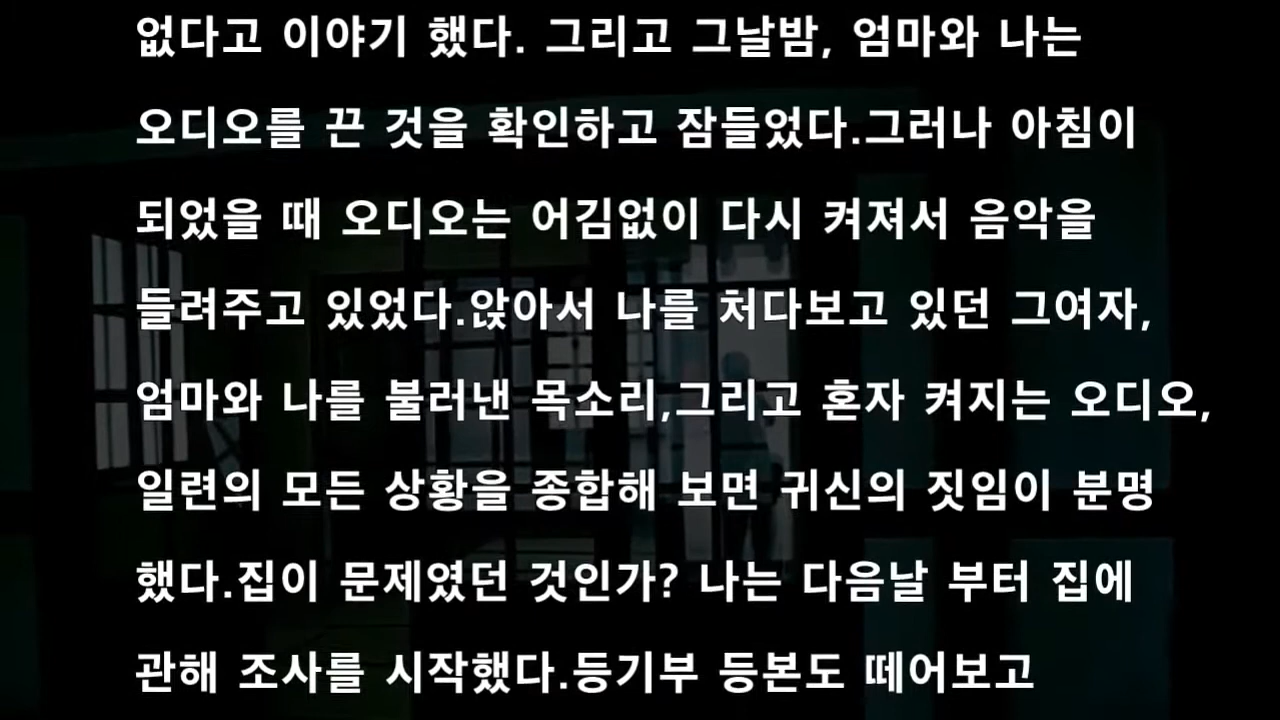 없다고 이야기 했다. 그리고 그날밤, 엄마와 나는
오디오를 끈 것을 확인하고 잠들었다.그러나 아침이
되었을 때 오디오는 어김없이 다시 켜져서 음악을
들려주고 있었다.앉아서 나를 처다보고 있던 그여자,
엄마와 나를 불러낸 목소리,그리고 혼자 켜지는 오디오,
일련의 모든 상황을 종합해 보면 귀신의 짓임이 분명
했다.집이 문제였던 것인가? 나는 다음날 부터 집에
관해 조사를 시작했다.등기부 등본도 떼어보고